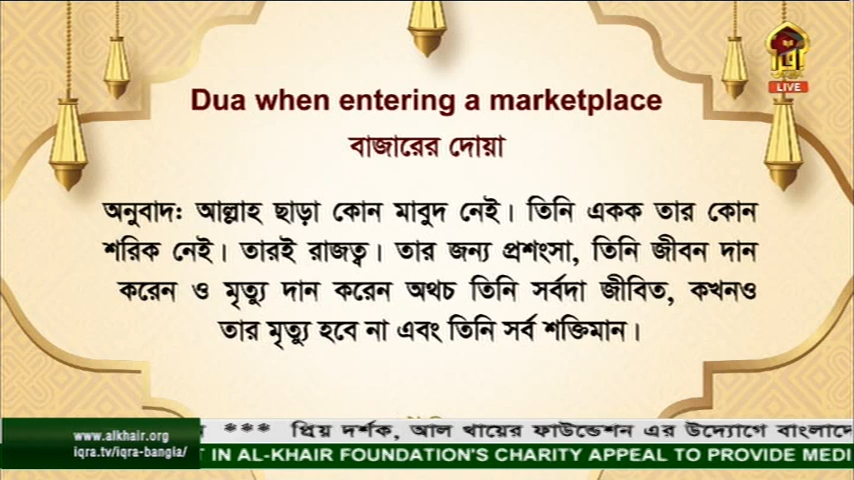 Dua when entering a marketplace
LIVE
বাজারের দোয়া
অনুবাদ: আল্লাহ ছাড়া কোন মাবুদ নেই। তিনি একক তার কোন
শরিক নেই। তারই রাজত্ব। তার জন্য প্রশংসা, তিনি জীবন দান
করেন ও মৃত্যু দান করেন অথচ তিনি সর্বদা জীবিত, কখনও
তার মৃত্যু হবে না এবং তিনি সর্ব শক্তিমান।
www.alkhair.org
iqra.tv/iqra-bangla/
*** প্রিয় দর্শক, আল খায়ের ফাউন্ডেশন এর উদ্যোগে
IN AL-KHAIR FOUNDATION'S CHARITY APPEAL TO PROVIDE